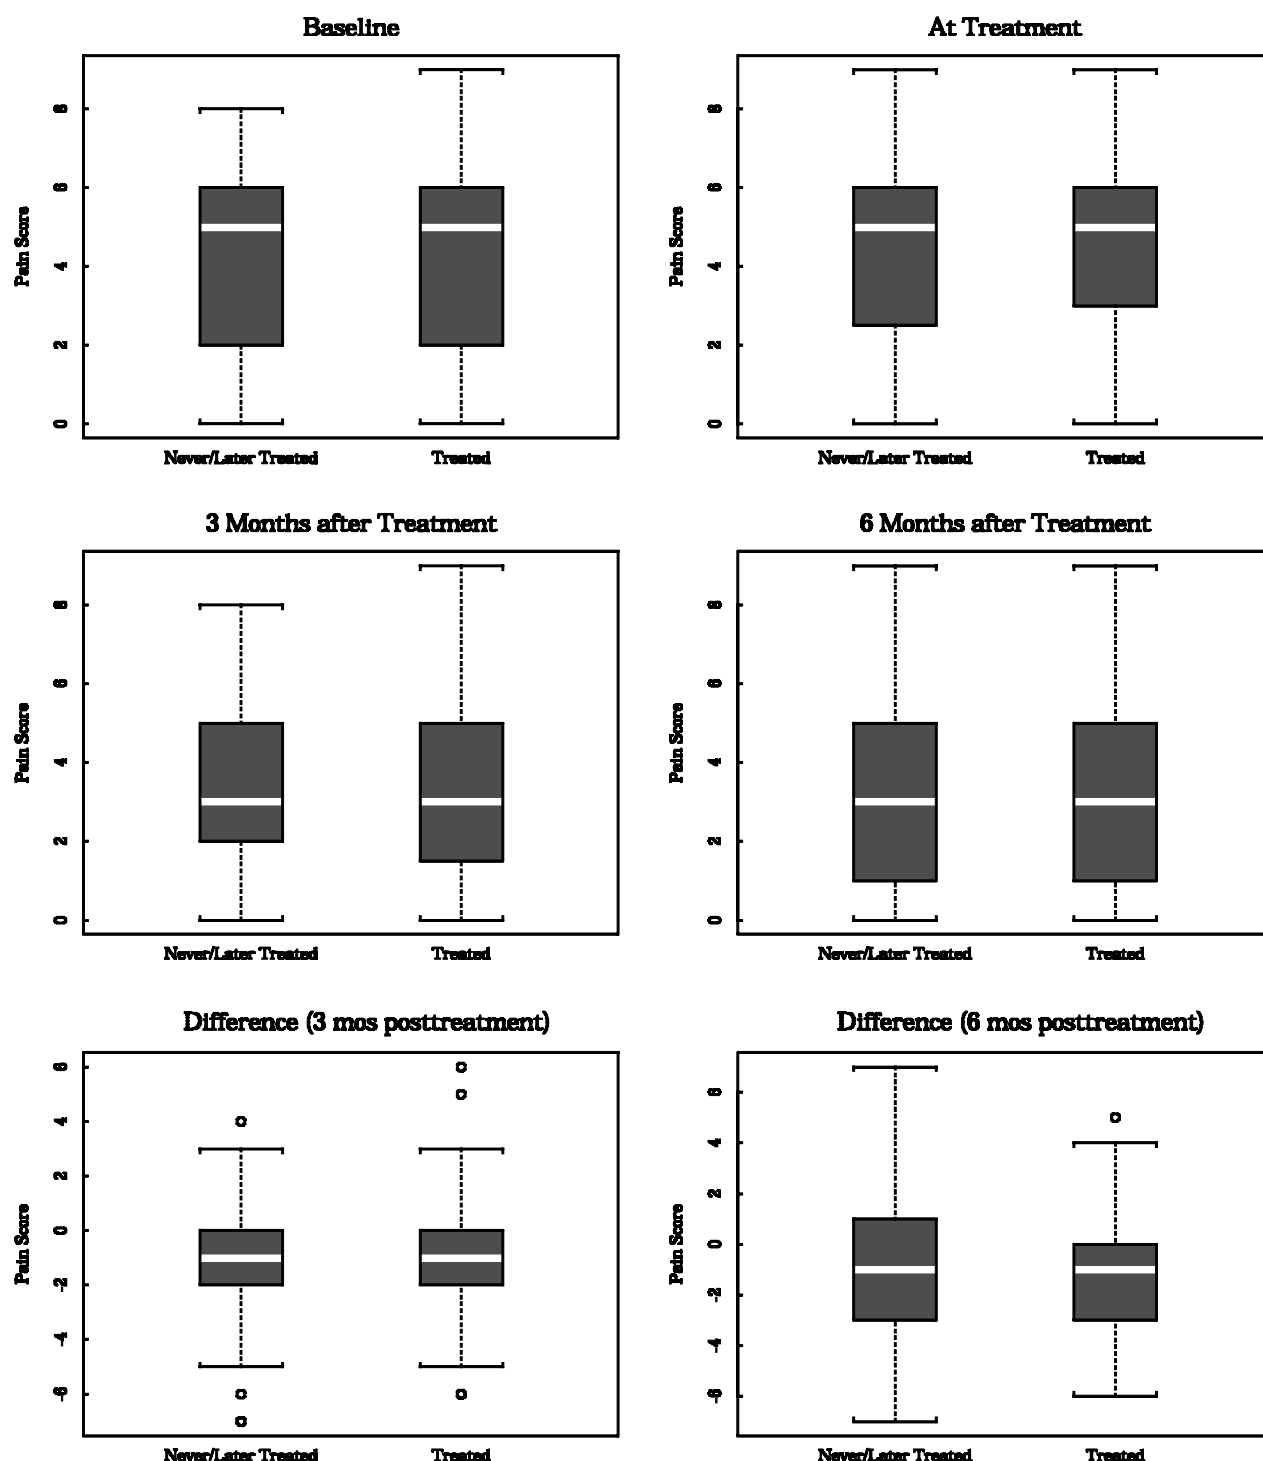 Baseline
Pain Score
8
6
4
2
0
Never/Later Treated
Treated
At Treatment
Pain Score
8
6
4
2
0
Never/Later Treated
Treated
3 Months after Treatment
Pain Score
8
6
4
2
0
Never/Later Treated
Treated
6 Months after Treatment
Pain Score
8
6
4
2
0
Never/Later Treated
Treated
Difference (3 mos posttreatment)
Pain Score
6
4
2
0
-2
-4
-6
Never/Later Treated
Treated
Difference (6 mos posttreatment)
Pain Score
6
4
2
0
-2
-4
-6
Never/Later Treated
Treated